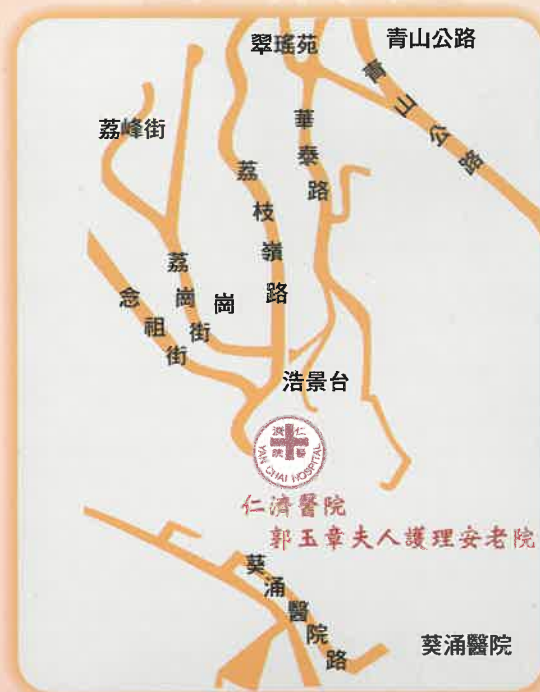 翠瑤苑
青山公路
青山公路
荔峰街
華泰路
荔枝嶺路
荔崗街
崗
念祖街
浩景台
仁濟
醫院
YAN CHAI HOSPITAL
仁濟醫院
郭玉章夫人護理安老院
葵涌醫院路
葵涌醫院